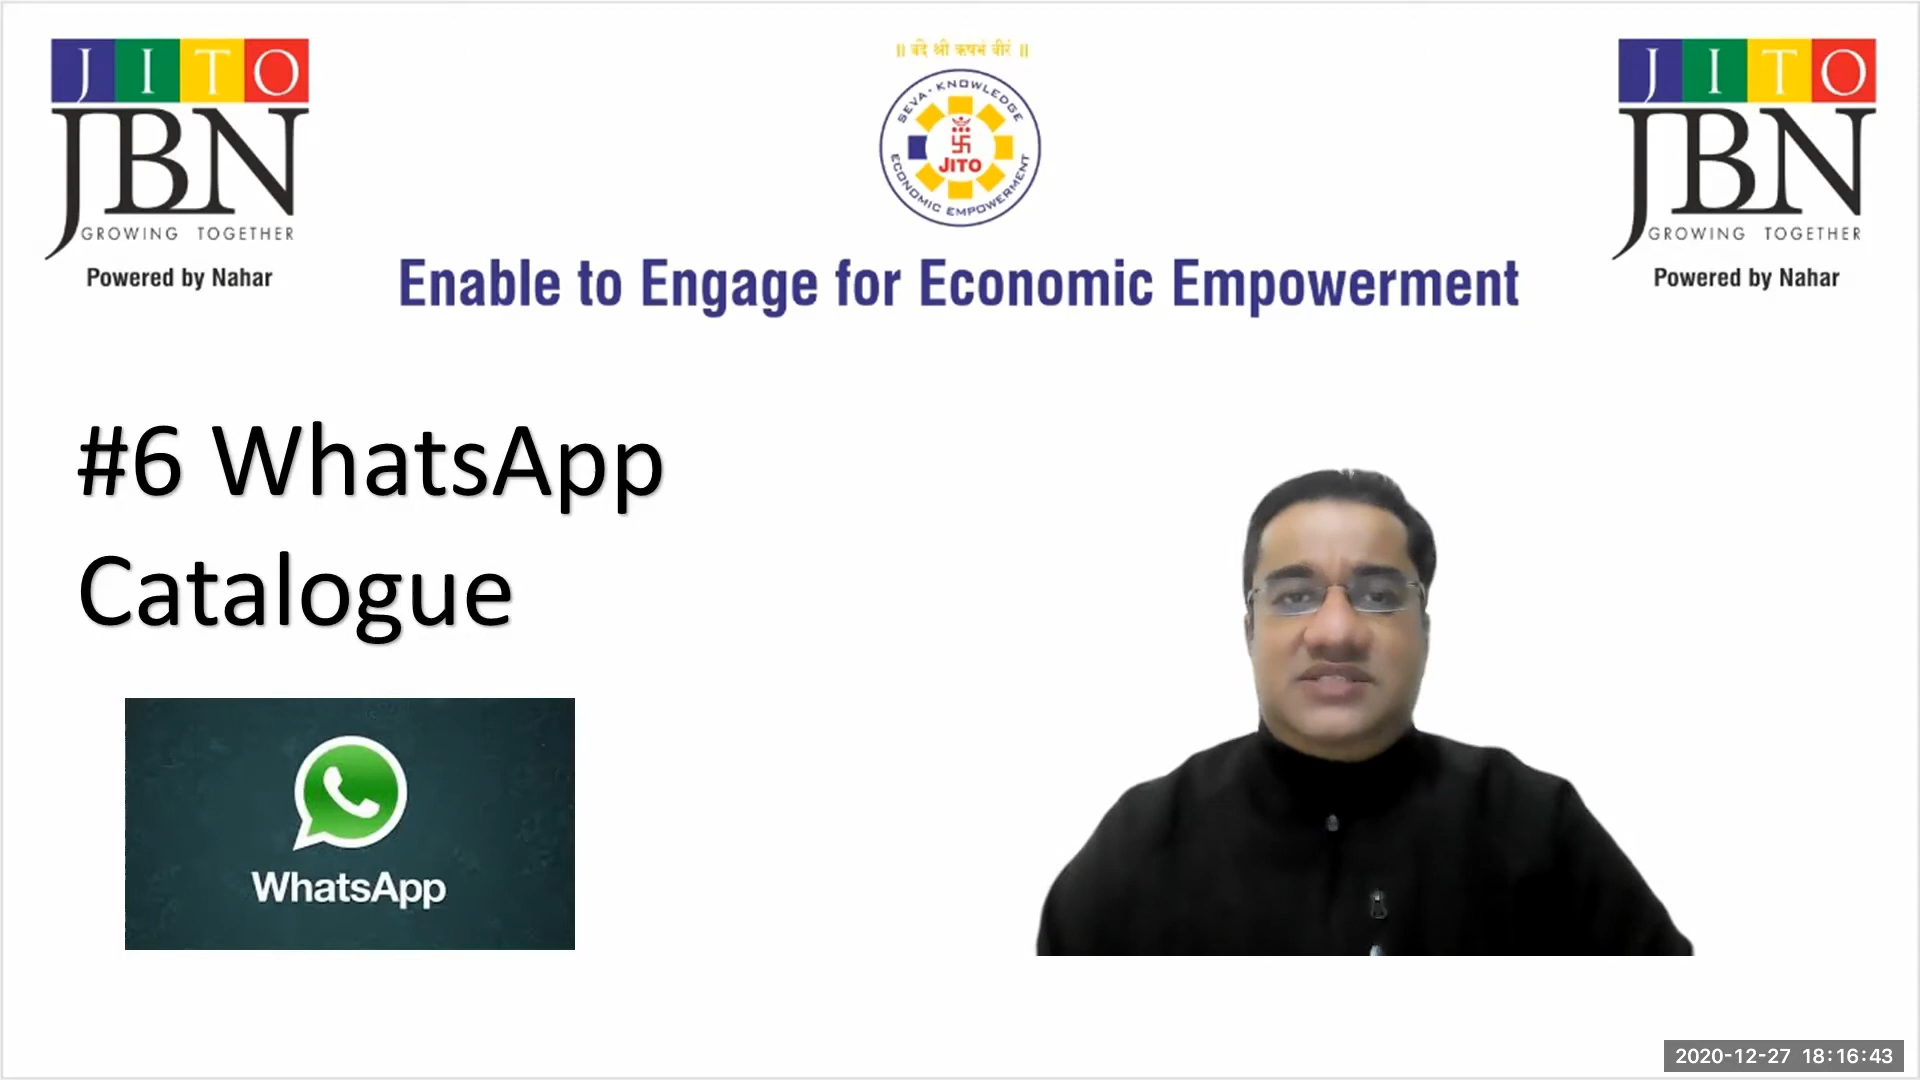 JITO
JBN
GROWING TOGETHER
Powered by Nahar
॥ वंदे श्री ऋषभं वीरं ॥
SEVA - KNOWLEDGE
JITO
ECONOMIC EMPOWERMENT
JITO
JBN
GROWING TOGETHER
Powered by Nahar
Enable to Engage for Economic Empowerment
#6 WhatsApp
Catalogue
WhatsApp
2020-12-27 18:16:43